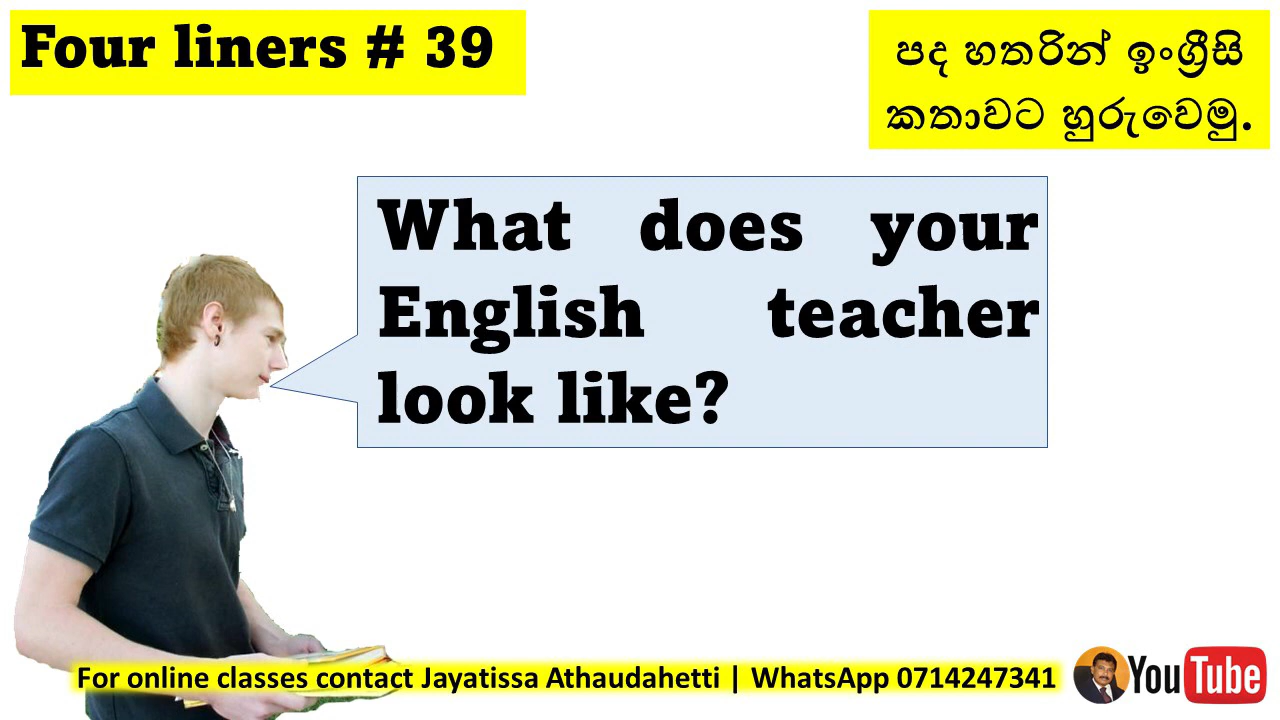 Four liners # 39
පද හතරින් ඉංග්‍රීසි
කතාවට හුරුවෙමු.
What does your
English teacher
look like?
For online classes contact Jayatissa Athaudahetti | WhatsApp 0714247341
YouTube